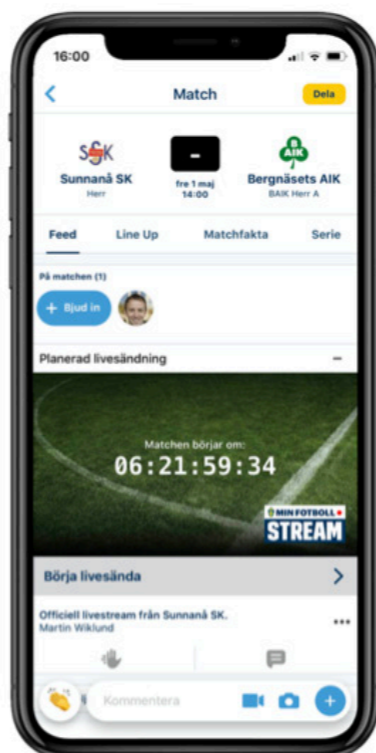 16:00
Match
Dela
SSK
B
AIK
-
Sunnanå SK
Herr
fre 1 maj
14:00
Bergnäsets AIK
BAIK Herr A
Feed
Line Up
Matchfakta
Serie
På matchen (1)
+ Bjud in
Planerad livesändning
Matchen börjar om:
06:21:59:34
MIN FOTBOLL
STREAM
Börja livesända
Officiell livestream från Sunnanå SK.
Martin Wiklund
Kommentera